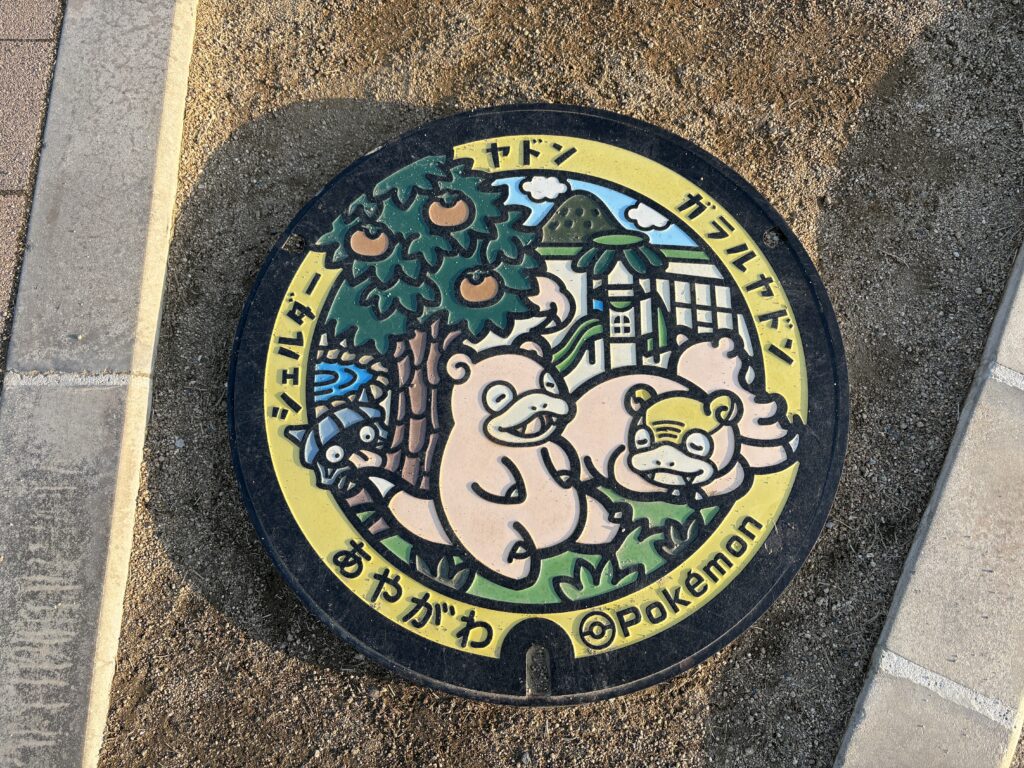 ヤドン
ガラルヤドン
シェルダー
あやがわ
©Pokémon